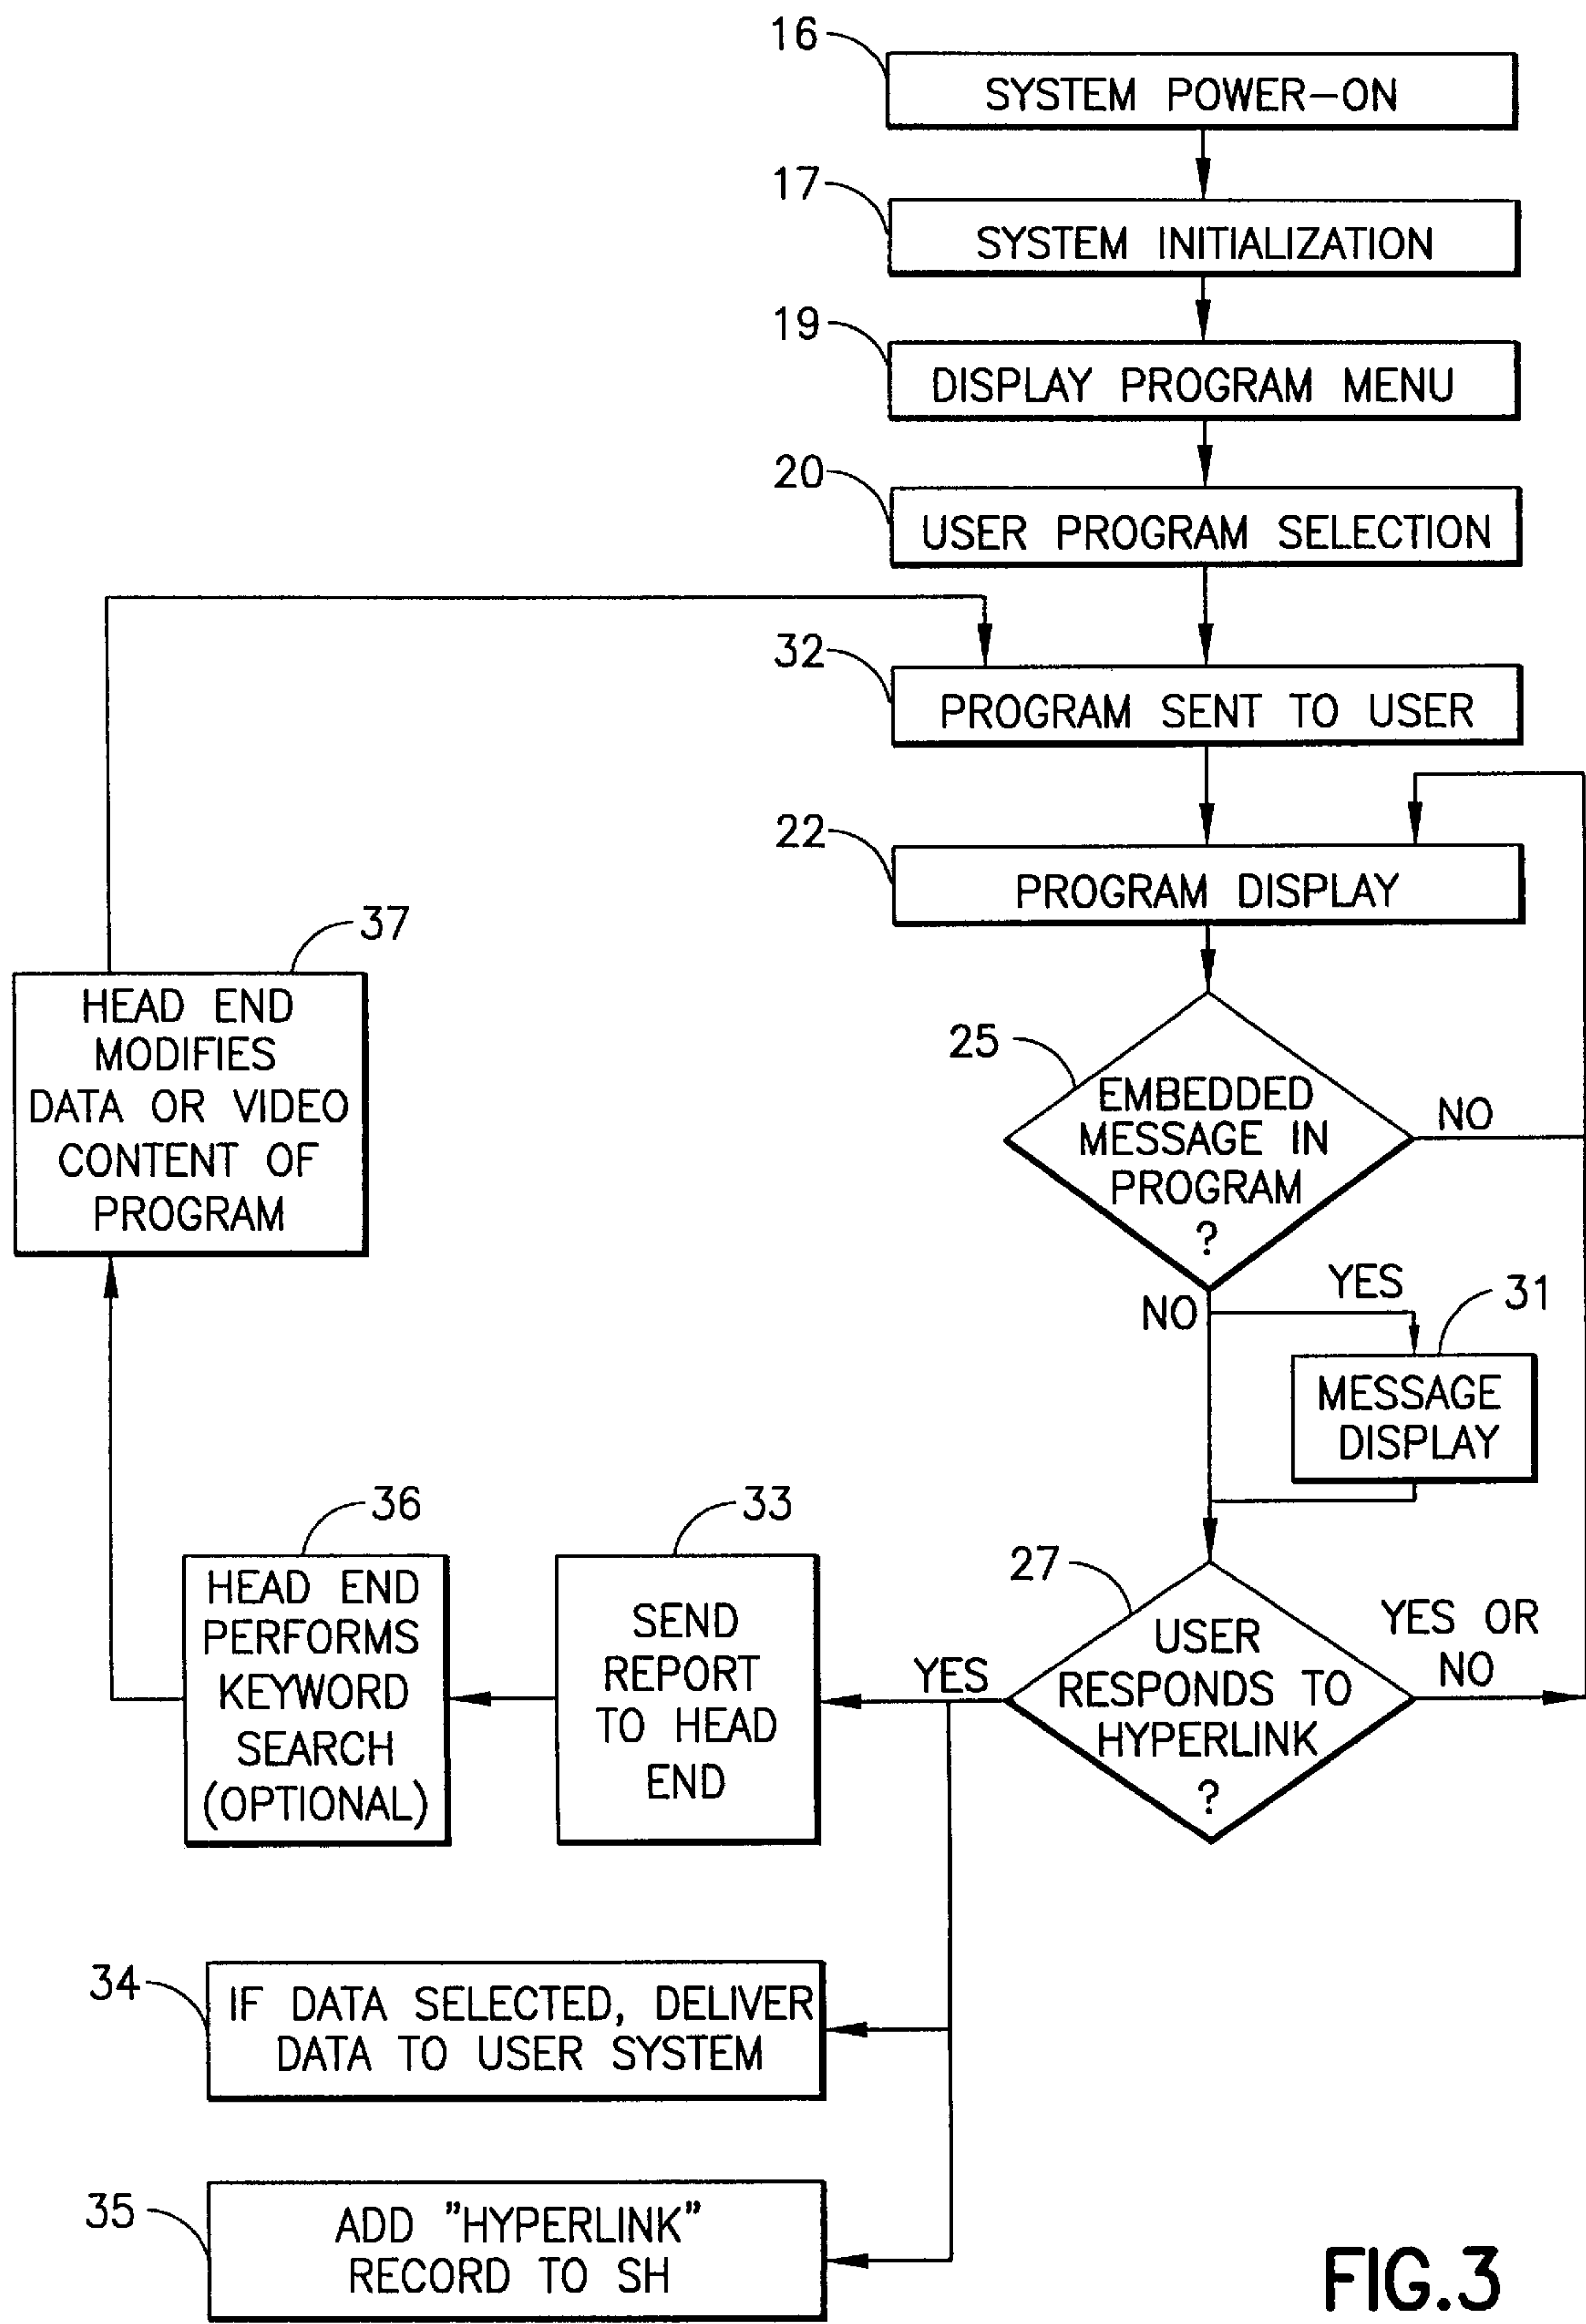 16
SYSTEM POWER-ON
17
SYSTEM INITIALIZATION
19
DISPLAY PROGRAM MENU
20
USER PROGRAM SELECTION
32
PROGRAM SENT TO USER
22
PROGRAM DISPLAY
37
HEAD END
MODIFIES
DATA OR VIDEO
CONTENT OF
PROGRAM
25
EMBEDDED
MESSAGE IN
PROGRAM
?
NO
NO
YES
31
MESSAGE
DISPLAY
36
HEAD END
PERFORMS
KEYWORD
SEARCH
(OPTIONAL)
33
SEND
REPORT
TO HEAD
END
YES
27
USER
RESPONDS TO
HYPERLINK
?
YES OR
NO
34
IF DATA SELECTED, DELIVER
DATA TO USER SYSTEM
35
ADD "HYPERLINK"
RECORD TO SH
FIG.3